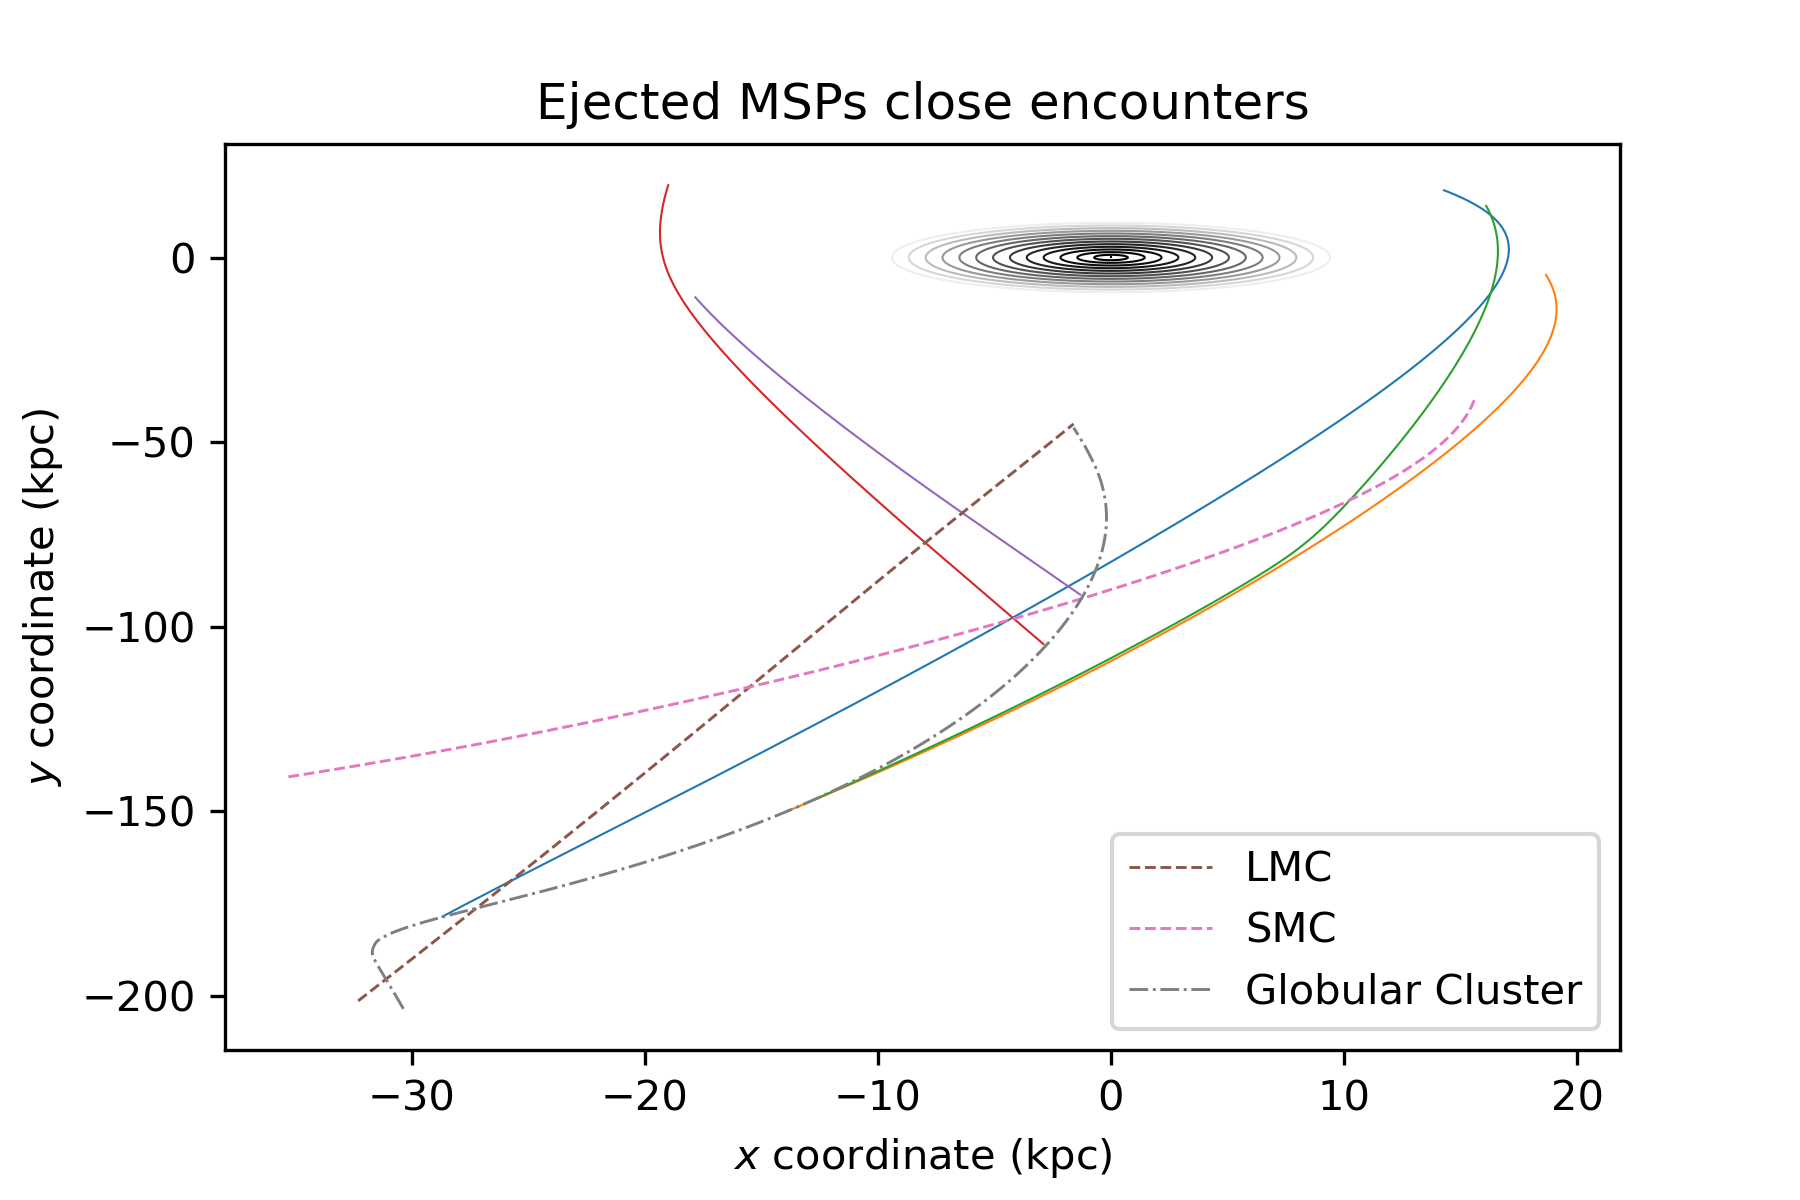 Ejected MSPs close encounters
0
−50
−100
−150
−200
y coordinate (kpc)
LMC
SMC
Globular Cluster
−30
−20
−10
0
10
20
x coordinate (kpc)